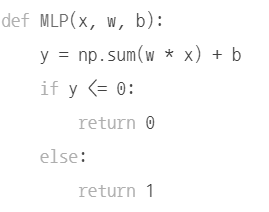 def MLP(x, w, b):
    y = np.sum(w * x) + b
    if y <= 0:
        return 0
    else:
        return 1